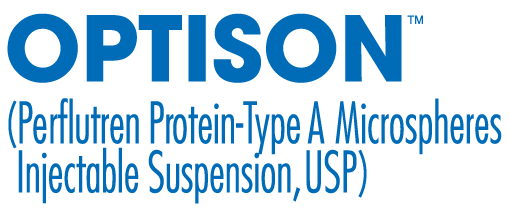 OPTISON™
(Perflutren Protein-Type A Microspheres
Injectable Suspension, USP)